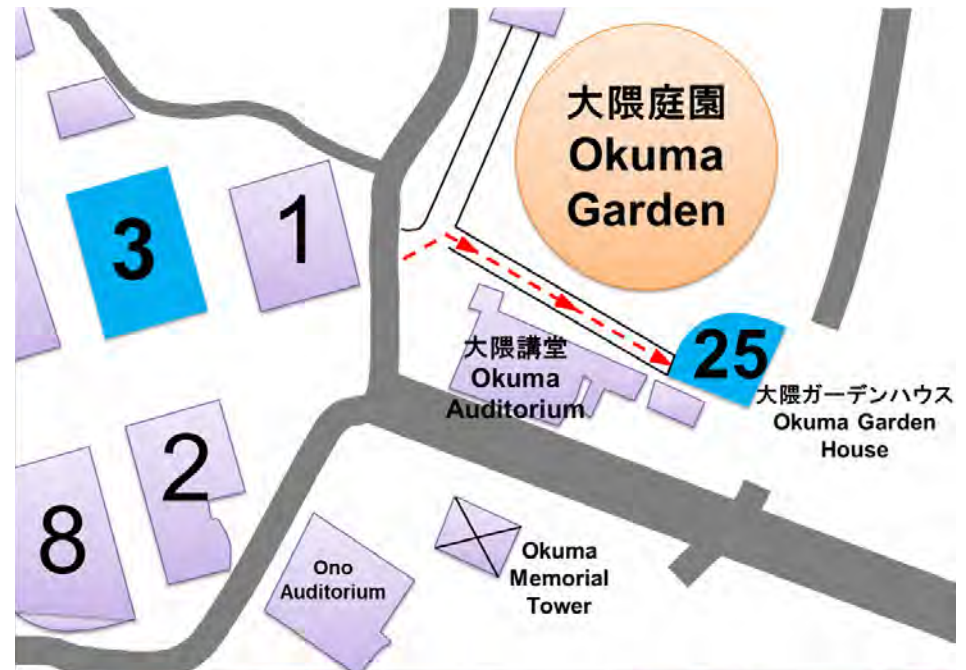 大隈庭園
Okuma
Garden
3
1
25
大隈講堂
Okuma
Auditorium
大隈ガーデンハウス
Okuma Garden
House
2
8
Ono
Auditorium
Okuma
Memorial
Tower